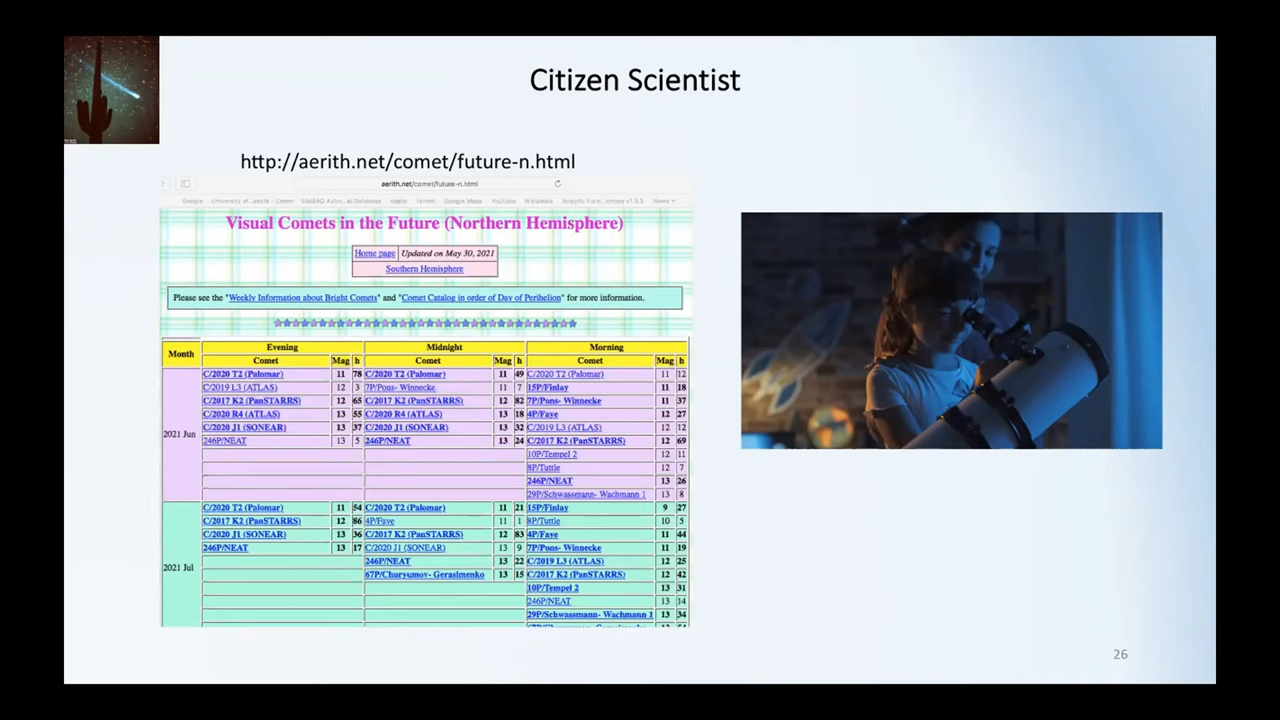 Citizen Scientist
http://aerith.net/comet/future-n.html
aerith.net/comet/future-n.html
Google
Apple
Google Maps
YouTube
Wikipedia
News
Visual Comets in the Future (Northern Hemisphere)
Home page Updated on May 30, 2021
Southern Hemisphere
Please see the "Weekly Information about Bright Comets" and "Comet Catalog in order of Day of Perihelion" for more information.
Month Evening Midnight Morning
Comet Mag h Comet Mag h Comet Mag h
2021 Jun
C/2020 T2 (Palomar) 11 78 C/2020 T2 (Palomar) 11 49 C/2020 T2 (Palomar) 11 12
C/2019 L3 (ATLAS) 12 3 7P/Pons- Winnecke 11 7 15P/Finlay 11 18
C/2017 K2 (PanSTARRS) 12 65 C/2017 K2 (PanSTARRS) 12 82 7P/Pons- Winnecke 11 37
C/2020 R4 (ATLAS) 13 55 C/2020 R4 (ATLAS) 13 18 4P/Faye 12 27
C/2020 J1 (SONEAR) 13 37 C/2020 J1 (SONEAR) 13 32 C/2019 L3 (ATLAS) 12 12
246P/NEAT 13 5 246P/NEAT 13 24 C/2017 K2 (PanSTARRS) 12 69
10P/Tempel 2 12 11
8P/Tuttle 12 7
246P/NEAT 13 26
29P/Schwassmann- Wachmann 1 13 8
2021 Jul
C/2020 T2 (Palomar) 11 54 C/2020 T2 (Palomar) 11 21 15P/Finlay 9 27
C/2017 K2 (PanSTARRS) 12 86 4P/Faye 11 1 8P/Tuttle 10 5
C/2020 J1 (SONEAR) 13 36 C/2017 K2 (PanSTARRS) 12 83 4P/Faye 11 44
246P/NEAT 13 17 C/2020 J1 (SONEAR) 13 9 7P/Pons- Winnecke 11 19
246P/NEAT 13 22 C/2019 L3 (ATLAS) 12 25
67P/Churyumov- Gerasimenko 13 15 C/2017 K2 (PanSTARRS) 12 42
10P/Tempel 2 13 31
246P/NEAT 13 14
29P/Schwassmann- Wachmann 1 13 34
26